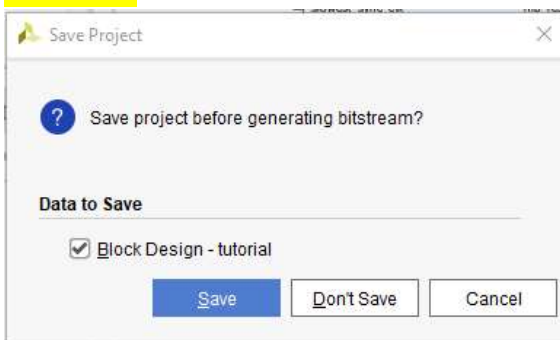 Save Project
Save project before generating bitstream?
Data to Save
Block Design - tutorial
Save
Don't Save
Cancel